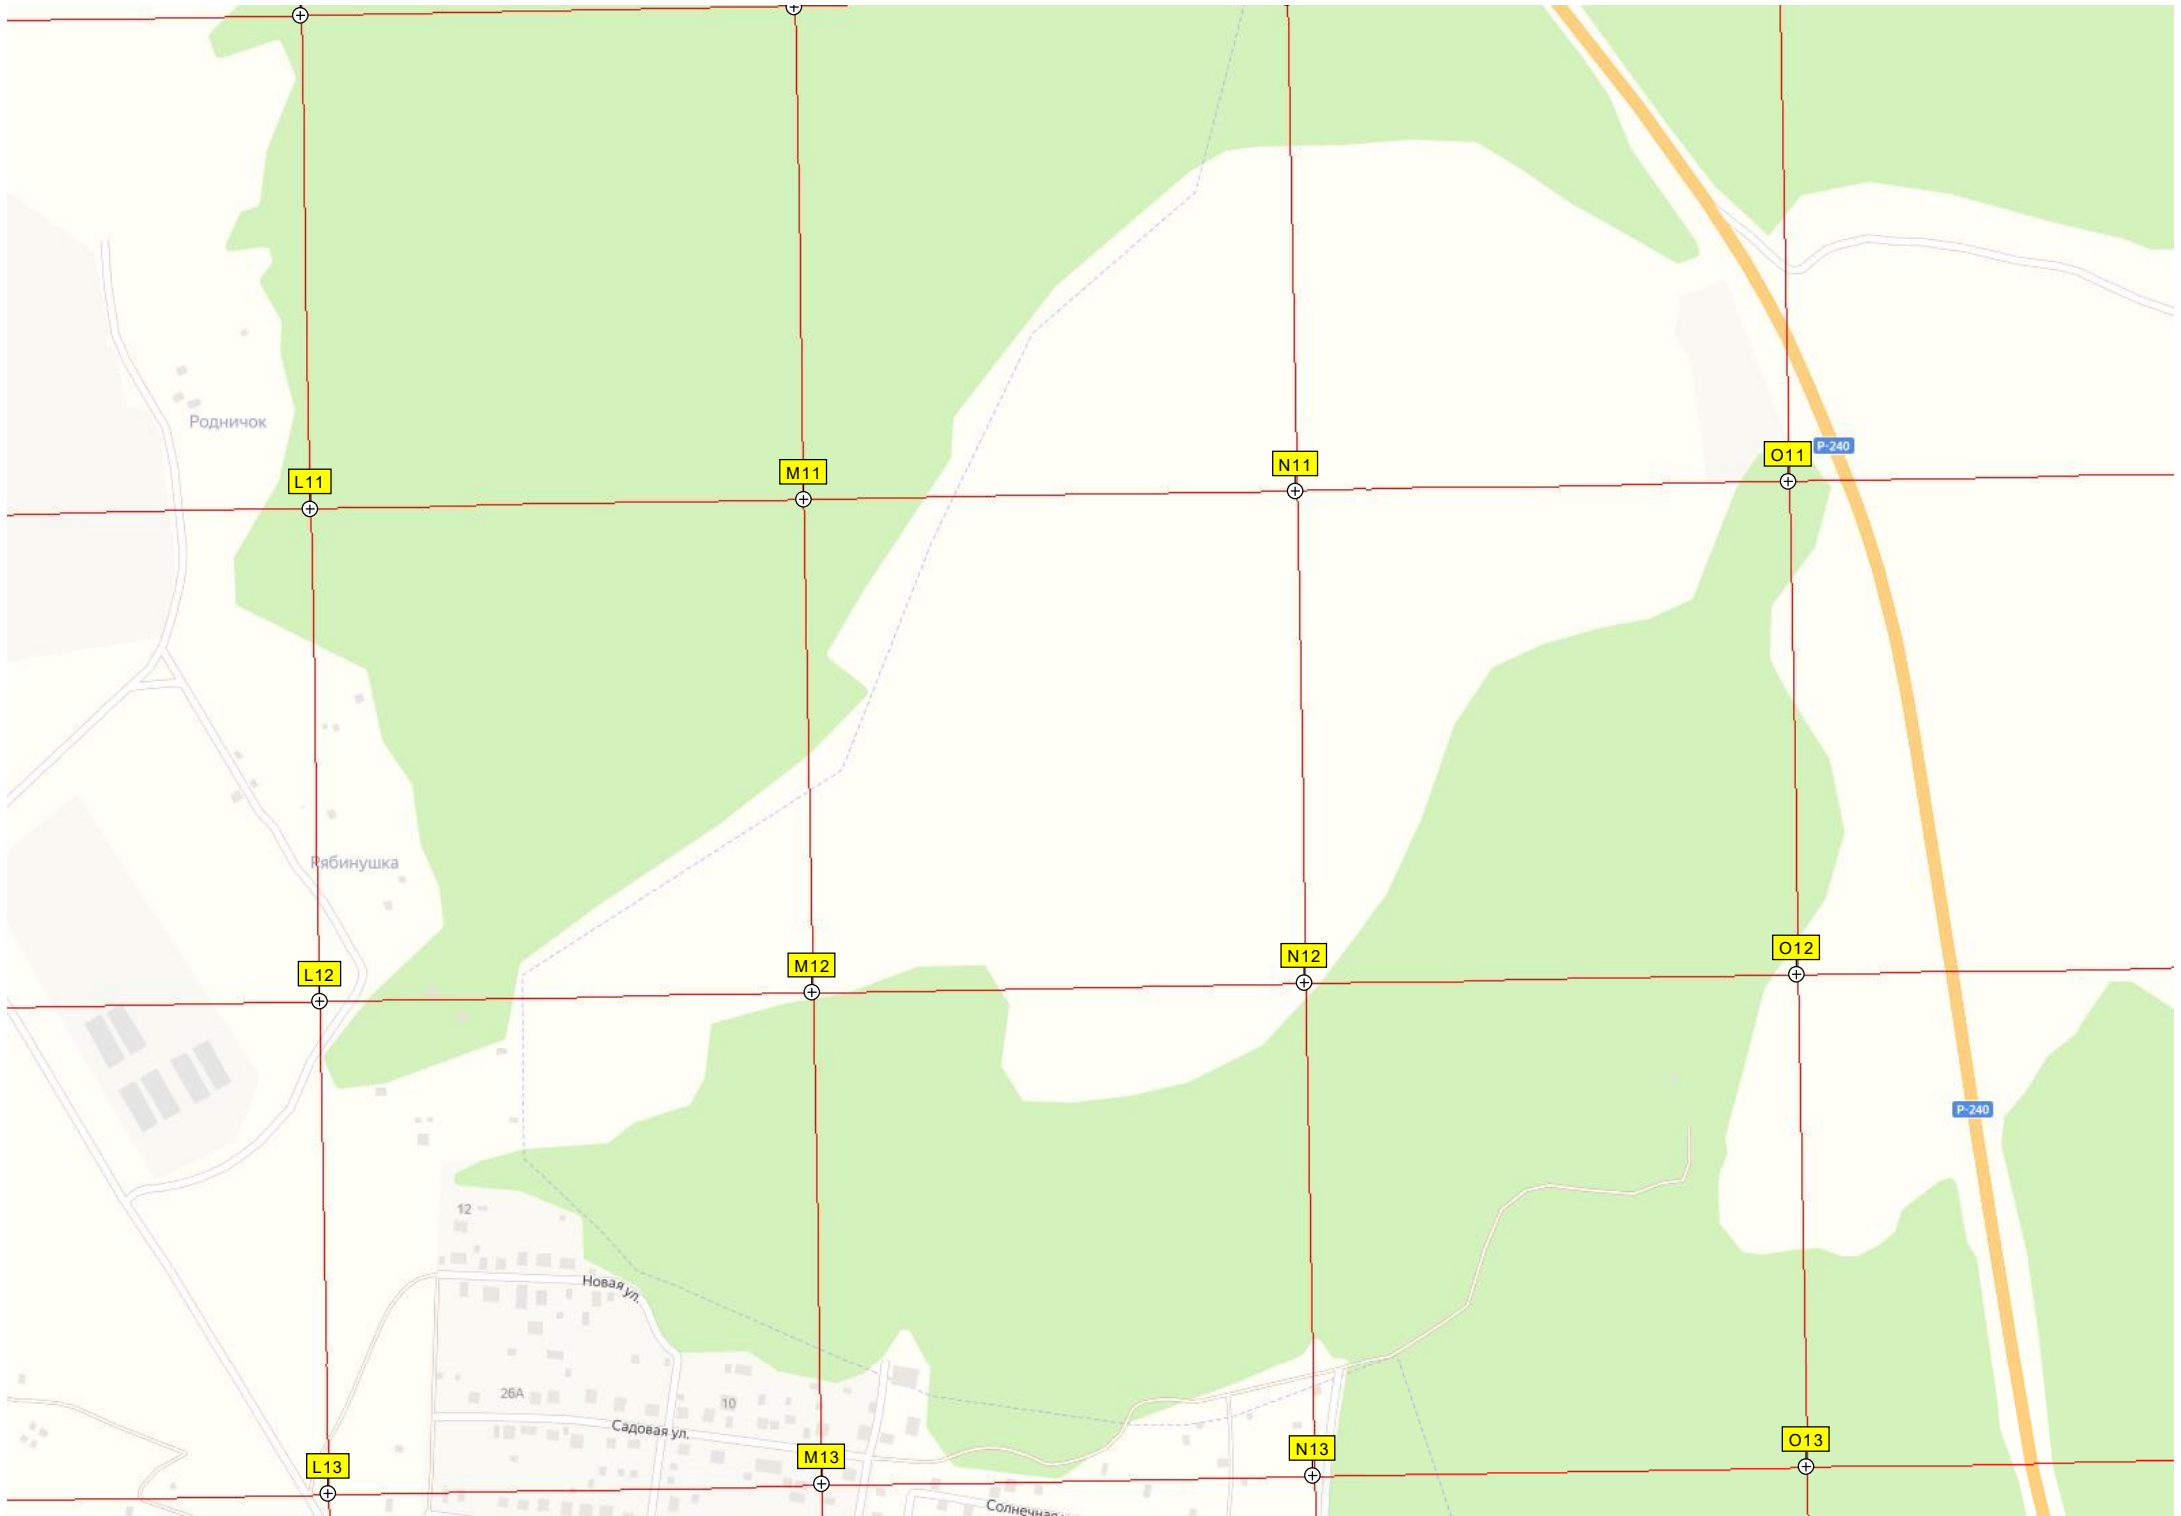 Родничок
P-240
L11
M11
N11
O11
Рябинушка
L12
M12
N12
O12
P-240
12
Новая ул.
26А
10
Садовая ул.
L13
M13
N13
O13
Солнечная